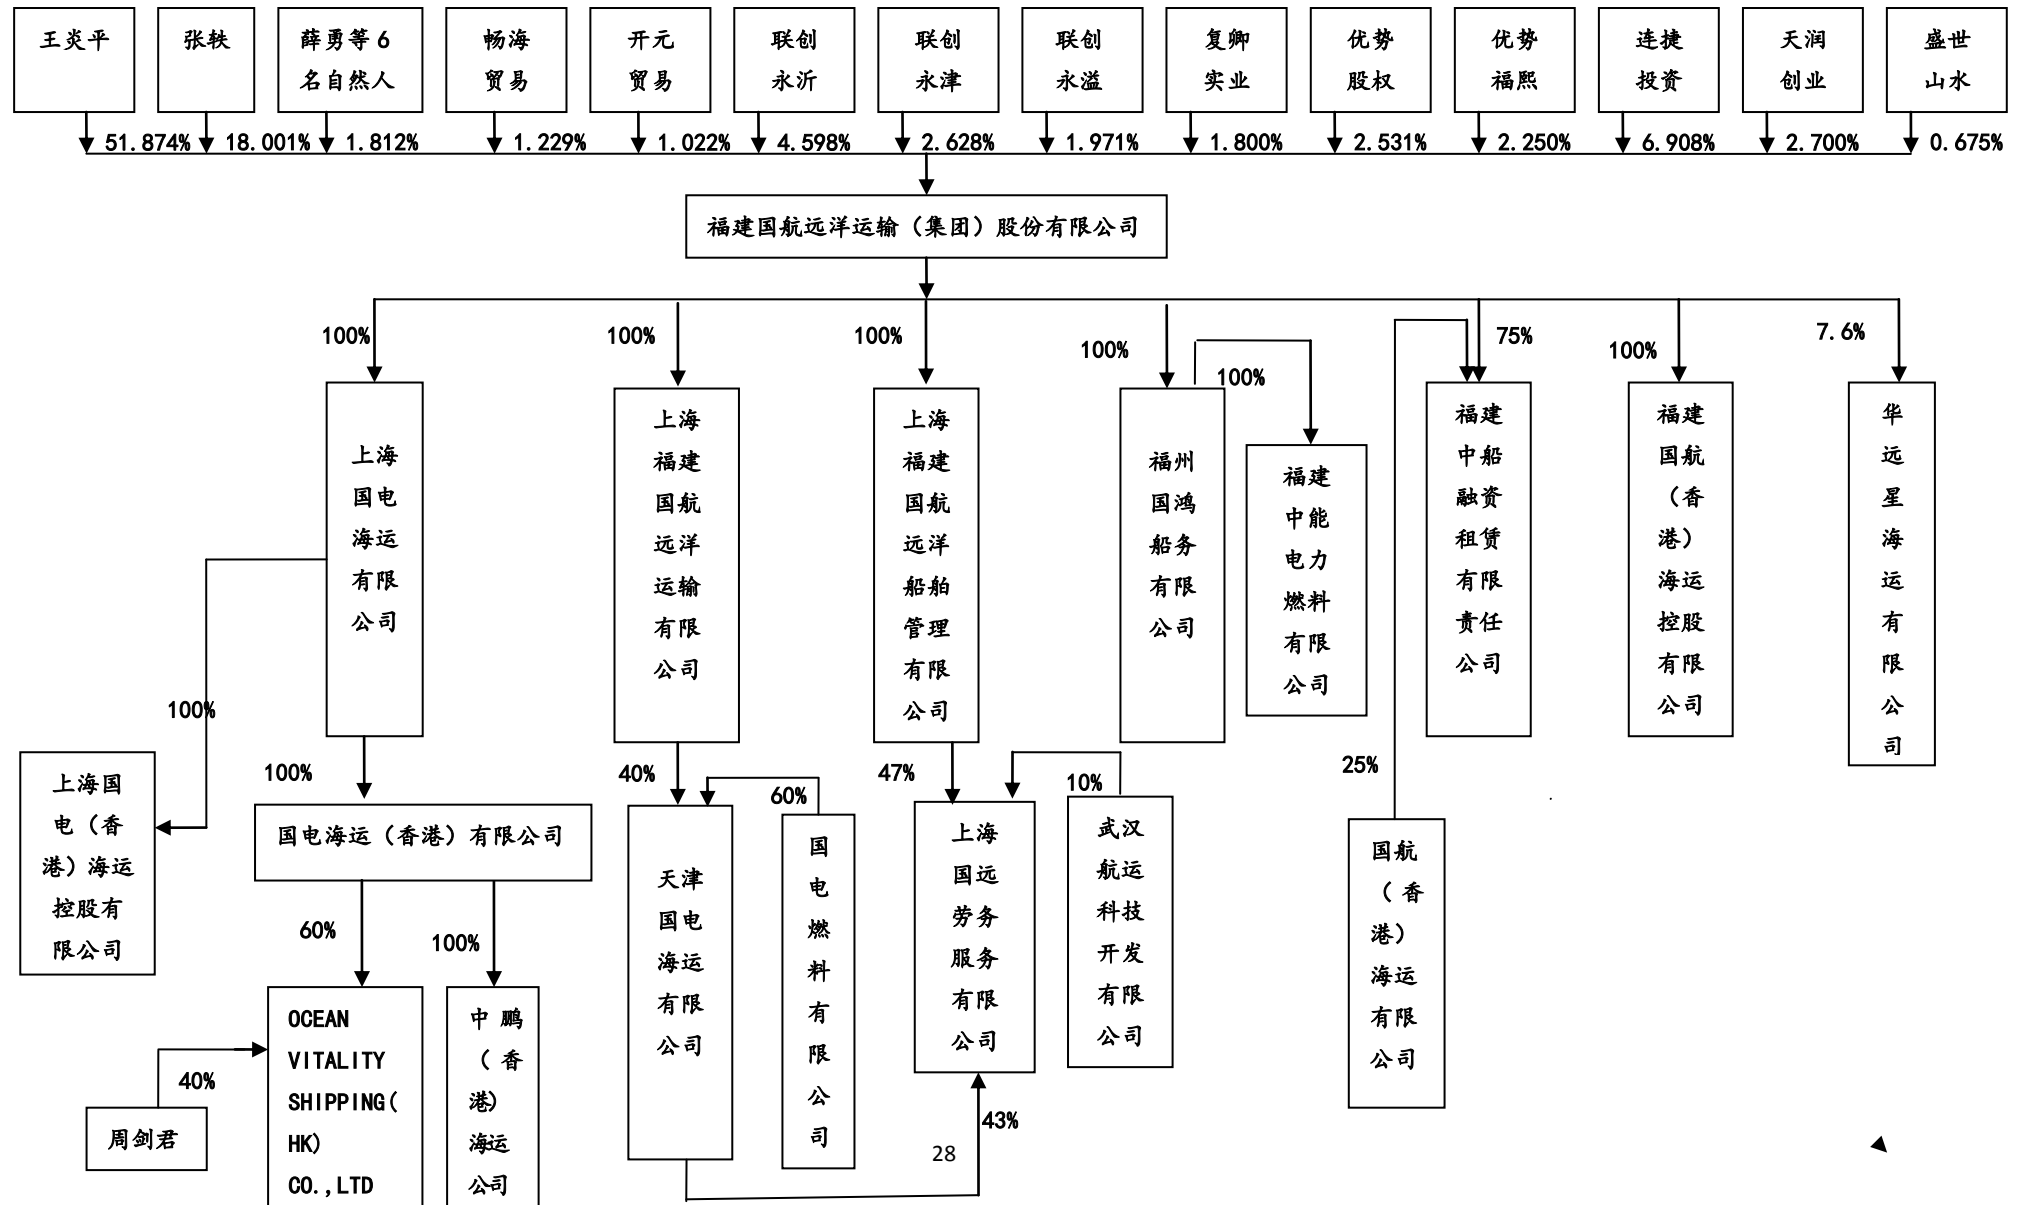 王炎平
张轶
薛勇等 6
名自然人
畅海
贸易
开元
贸易
联创
永沂
联创
永津
联创
永溢
复卿
实业
优势
股权
优势
福熙
连捷
投资
天润
创业
盛世
山水
51.874%
18.001%
1.812%
1.229%
1.022%
4.598%
2.628%
1.971%
1.800%
2.531%
2.250%
6.908%
2.700%
0.675%
福建国航远洋运输（集团）股份有限公司
100%
100%
100%
100%
100%
75%
100%
7.6%
上海
国电
海运
有限
公司
上海
福建
国航
远洋
运输
有限
公司
上海
福建
国航
远洋
船舶
管理
有限
公司
福州
国鸿
船务
有限
公司
福建
中能
电力
燃料
有限
公司
福建
中船
融资
租赁
有限
责任
公司
福建
国航
（香
港）
海运
控股
有限
公司
华
远
星
海
运
有
限
公
司
100%
100%
40%
60%
47%
10%
25%
上海国
电（香
港）海运
控股有
限公司
国电海运（香港）有限公司
60%
100%
天津
国电
海运
有限
公司
国
电
燃
料
有
限
公
司
上海
国远
劳务
服务
有限
公司
武汉
航运
科技
开发
有限
公司
国航
（香
港）
海运
有限
公司
OCEAN
VITALITY
SHIPPING(
HK)
CO.,LTD
中 鹏
（香
港）
海运
公司
40%
周剑君
43%
28